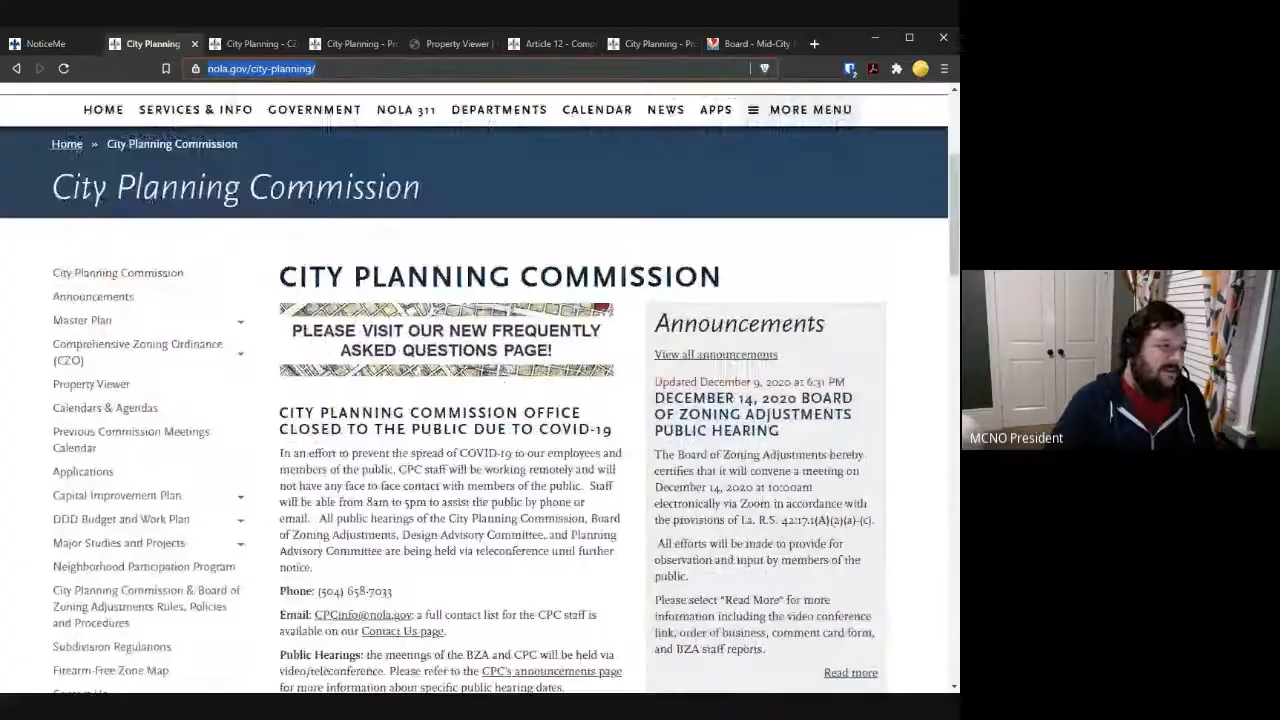 NoticeMe
City Planning
City Planning - CZ
City Planning - Pr
Property Viewer |
Article 12 - Comp
City Planning - Pr
Board - Mid-City
nola.gov/city-planning/
HOME SERVICES & INFO GOVERNMENT NOLA 311 DEPARTMENTS CALENDAR NEWS APPS MORE MENU
Home » City Planning Commission
City Planning Commission
City Planning Commission
Announcements
Master Plan
Comprehensive Zoning Ordinance
(CZO)
Property Viewer
Calendars & Agendas
Previous Commission Meetings
Calendar
Applications
Capital Improvement Plan
DDD Budget and Work Plan
Major Studies and Projects
Neighborhood Participation Program
City Planning Commission & Board of
Zoning Adjustments Rules, Policies
and Procedures
Subdivision Regulations
Firearm-Free Zone Map
CITY PLANNING COMMISSION
PLEASE VISIT OUR NEW FREQUENTLY
ASKED QUESTIONS PAGE!
CITY PLANNING COMMISSION OFFICE
CLOSED TO THE PUBLIC DUE TO COVID-19
In an effort to prevent the spread of COVID-19 to our employees and
members of the public, CPC staff will be working remotely and will
not have any face to face contact with members of the public. Staff
will be able from 8am to 5pm to assist the public by phone or
email. All public hearings of the City Planning Commission, Board
of Zoning Adjustments, Design Advisory Committee, and Planning
Advisory Committee are being held via teleconference until further
notice.
Phone: (504) 658-7033
Email: CPCinfo@nola.gov; a full contact list for the CPC staff is
available on our Contact Us page.
Public Hearings: the meetings of the BZA and CPC will be held via
video/teleconference. Please refer to the CPC's announcements page
for more information about specific public hearing dates.
Announcements
View all announcements
Updated December 9, 2020 at 6:31 PM
DECEMBER 14, 2020 BOARD
OF ZONING ADJUSTMENTS
PUBLIC HEARING
The Board of Zoning Adjustments hereby
certifies that it will convene a meeting on
December 14, 2020 at 10:00am
electronically via Zoom in accordance with
the provisions of La. R.S. 42:17.1(A)(2)(a)-(c).
All efforts will be made to provide for
observation and input by members of the
public.
Please select "Read More" for more
information including the video conference
link, order of business, comment card form,
and BZA staff reports.
Read more
MCNO President